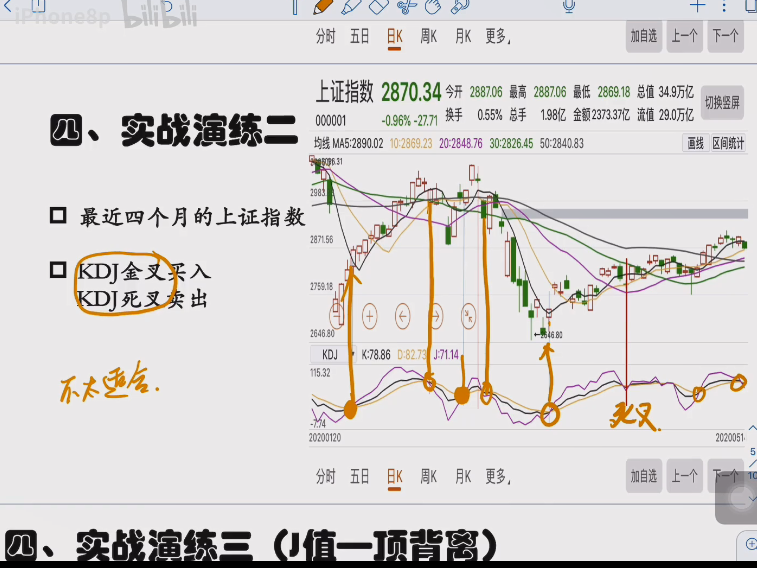 iPhone8p bilibili
分时 五日 日K 周K 月K 更多 加自选 上一个 下一个
四、实战演练二
最近四个月的上证指数
KDJ金叉买入
KDJ死叉卖出
不太适合.
上证指数 2870.34 今开 2887.06 最高 2887.06 最低 2869.18 总值 34.9万亿 切换竖屏
000001 -0.96% -27.71 换手 0.55% 总手 1.98亿 金额 2373.37亿 流值 29.0万亿
均线 MA5:2890.02 10:2869.23 20:2848.76 30:2826.45 50:2840.83 画线 区间统计
2871.56
2759.18
2646.80
←2646.80
KDJ K:78.86 D:82.73 J:71.14
115.32
-7.74
死叉.
20200120 2020051
分时 五日 日K 周K 月K 更多 加自选 上一个 下一个
四、实战演练三（J值—顶背离）